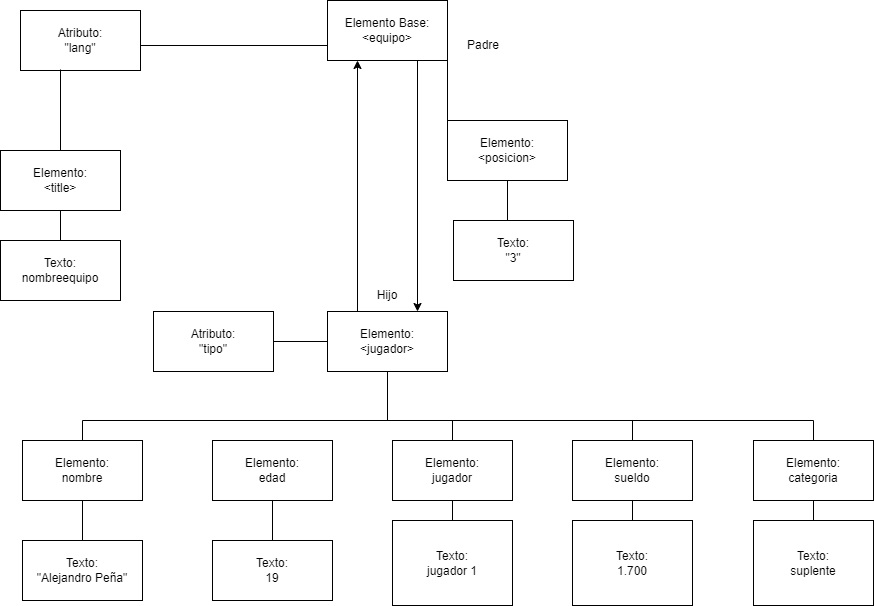 Atributo:
"lang"
Elemento Base:
<equipo>
Padre
Elemento:
<title>
Elemento:
<posicion>
Texto:
nombreequipo
Texto:
"3"
Hijo
Atributo:
"tipo"
Elemento:
<jugador>
Elemento:
nombre
Elemento:
edad
Elemento:
jugador
Elemento:
sueldo
Elemento:
categoria
Texto:
"Alejandro Peña"
Texto:
19
Texto:
jugador 1
Texto:
1.700
Texto:
suplente